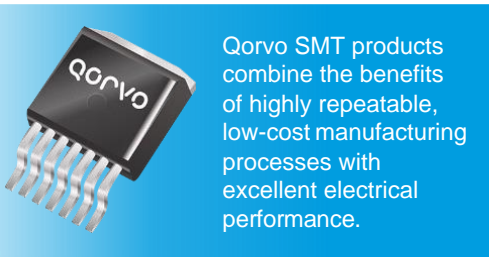 QORVO
Qorvo SMT products
combine the benefits
of highly repeatable,
low-cost manufacturing
processes with
excellent electrical
performance.